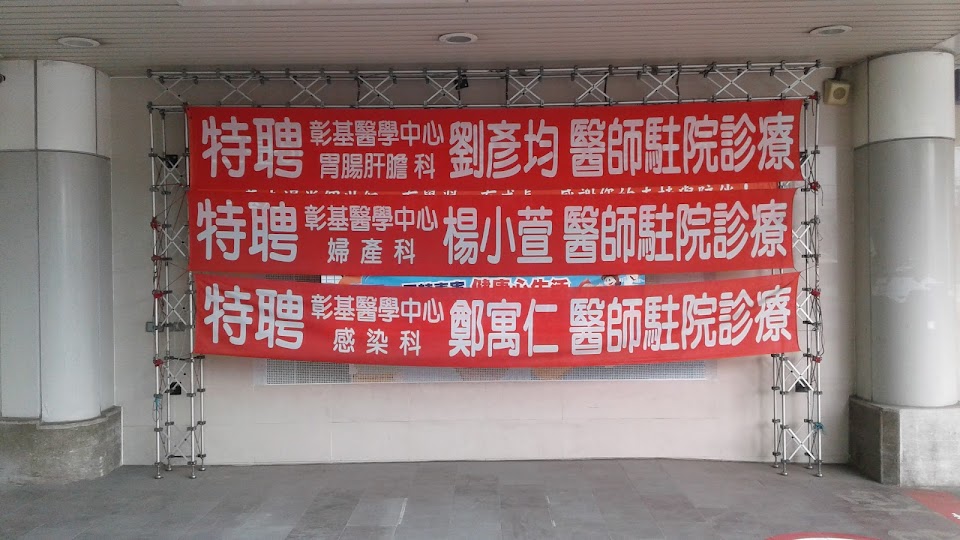 特聘 彰基醫學中心 劉彥均 醫師駐院診療
胃腸肝膽科
特聘 彰基醫學中心 楊小萱 醫師駐院診療
婦產科
特聘 彰基醫學中心 鄭寓仁 醫師駐院診療
感染科